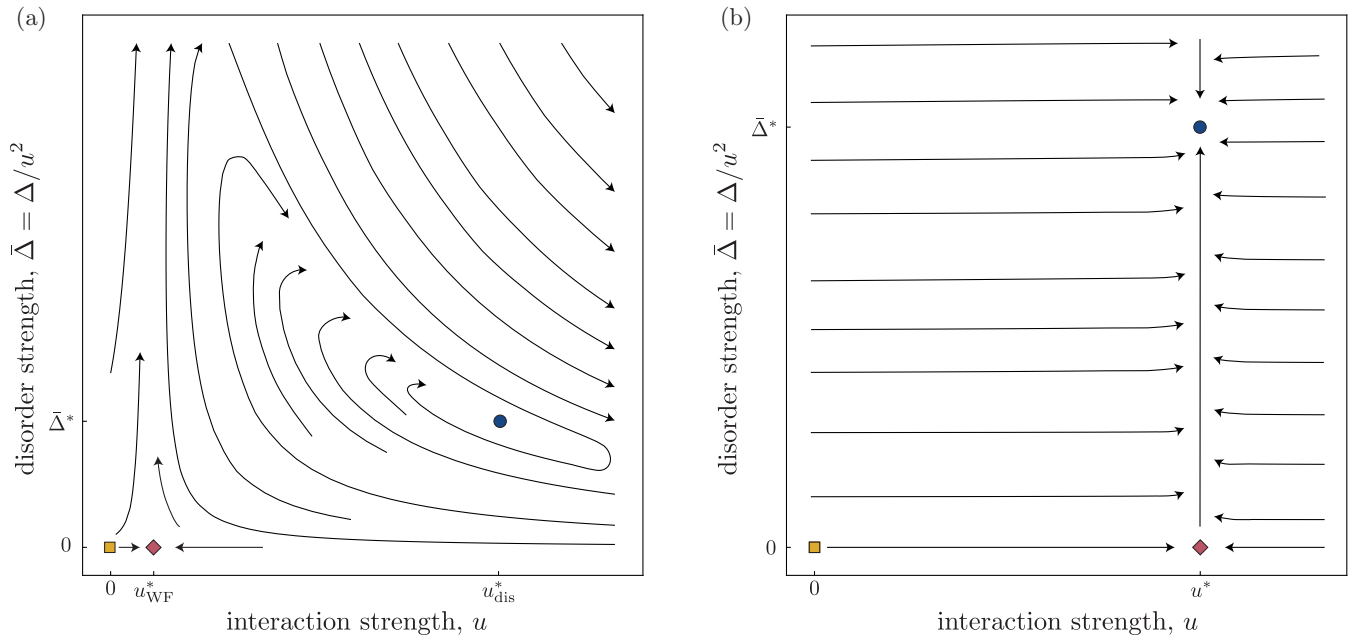 (a)
disorder strength, Δ̄ = Δ/u²
Δ̄*
0
0
u*WF
u*dis
interaction strength, u
(b)
disorder strength, Δ̄ = Δ/u²
Δ̄*
0
0
u*
interaction strength, u